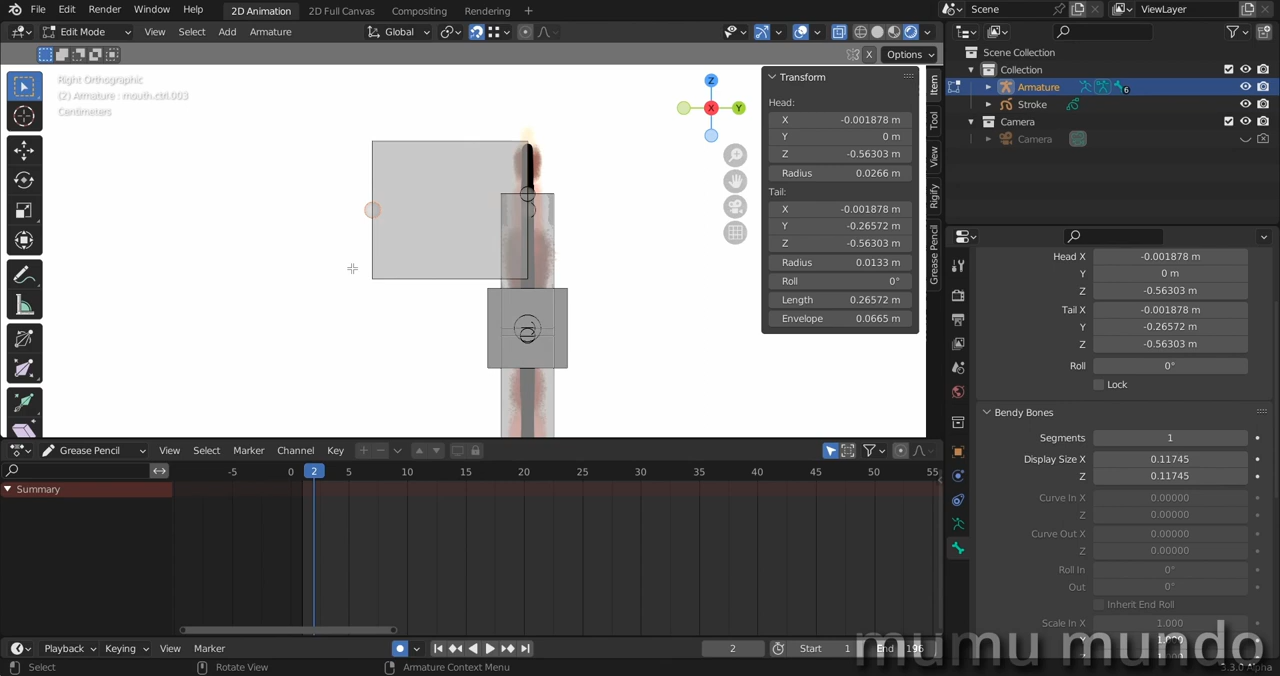 File Edit Render Window Help 2D Animation 2D Full Canvas Compositing Rendering + Scene ViewLayer
Edit Mode View Select Add Armature Global
X Options
Right Orthographic
(2) Armature : mouth.ctrl.003
Centimeters
Z
X
Y
Transform
Head:
X -0.001878 m
Y 0 m
Z -0.56303 m
Radius 0.0266 m
Tail:
X -0.001878 m
Y -0.26572 m
Z -0.56303 m
Radius 0.0133 m
Roll 0°
Length 0.26572 m
Envelope 0.0665 m
Item
Tool
View
Rigify
Grease Pencil
Scene Collection
Collection
Armature 6
Stroke
Camera
Camera
Head X -0.001878 m
Y 0 m
Z -0.56303 m
Tail X -0.001878 m
Y -0.26572 m
Z -0.56303 m
Roll 0°
Lock
Bendy Bones
Segments 1
Display Size X 0.11745
Z 0.11745
Curve In X 0.00000
Z 0.00000
Curve Out X 0.00000
Z 0.00000
Roll In 0°
Out 0°
Inherit End Roll
Scale In X 1.000
Y 1.000
Grease Pencil View Select Marker Channel Key
-5 0 2 5 10 15 20 25 30 35 40 45 50 55
Summary
Playback Keying View Marker 2 Start 1 End 196
Select Rotate View Armature Context Menu 3.3.0 Alpha
mumu mundo